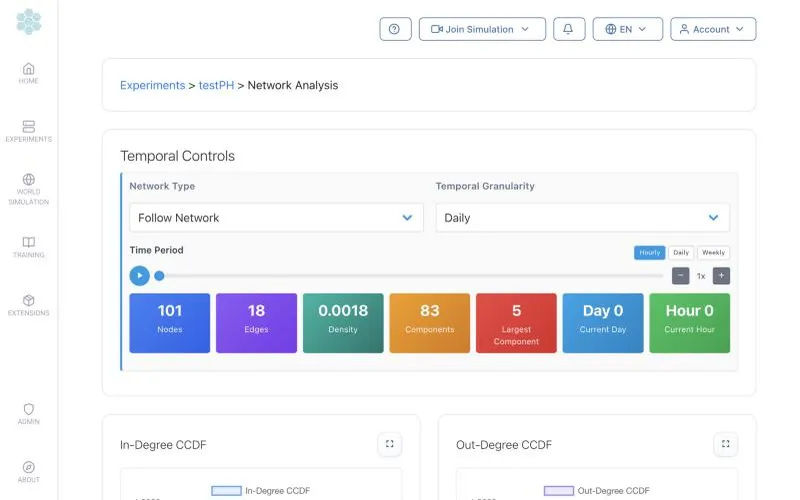 Join Simulation
EN
Account
HOME
EXPERIMENTS
WORLD
SIMULATION
TRAINING
EXTENSIONS
ADMIN
ABOUT
Experiments > testPH > Network Analysis
Temporal Controls
Network Type
Temporal Granularity
Follow Network
Daily
Time Period
Hourly
Daily
Weekly
− 1x +
101
Nodes
18
Edges
0.0018
Density
83
Components
5
Largest
Component
Day 0
Current Day
Hour 0
Current Hour
In-Degree CCDF
In-Degree CCDF
Out-Degree CCDF
Out-Degree CCDF